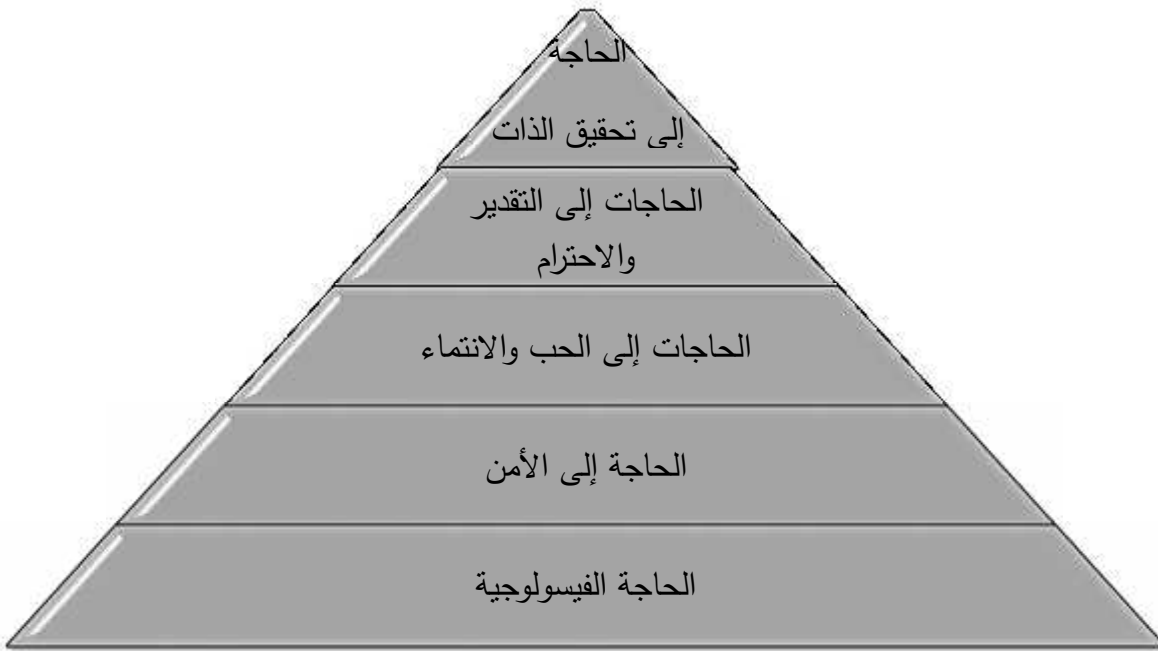 الحاجة
إلى تحقيق الذات
الحاجات إلى التقدير
والاحترام
الحاجات إلى الحب والانتماء
الحاجة إلى الأمن
الحاجة الفيسولوجية